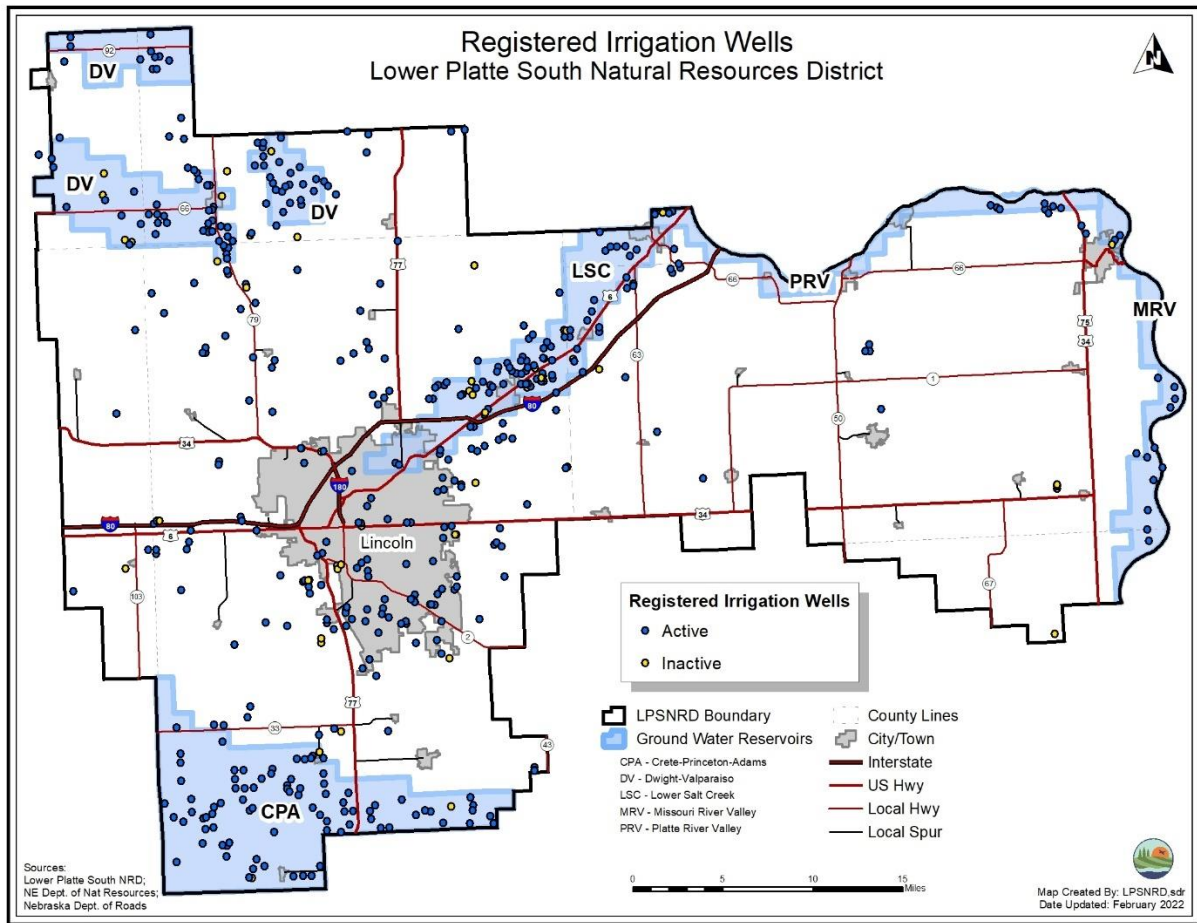 Registered Irrigation Wells
Lower Platte South Natural Resources District
N
92
DV
DV
66
DV
77
79
LSC
6
66
PRV
66
MRV
75
34
63
1
80
50
34
180
80
6
Lincoln
34
103
2
67
77
33
43
CPA
Registered Irrigation Wells
Active
Inactive
LPSNRD Boundary
Ground Water Reservoirs
CPA - Crete-Princeton-Adams
DV - Dwight-Valparaiso
LSC - Lower Salt Creek
MRV - Missouri River Valley
PRV - Platte River Valley
County Lines
City/Town
Interstate
US Hwy
Local Hwy
Local Spur
0 5 10 15
Miles
Sources:
Lower Platte South NRD;
NE Dept. of Nat Resources;
Nebraska Dept. of Roads
Map Created By: LPSNRD,sdr
Date Updated: February 2022